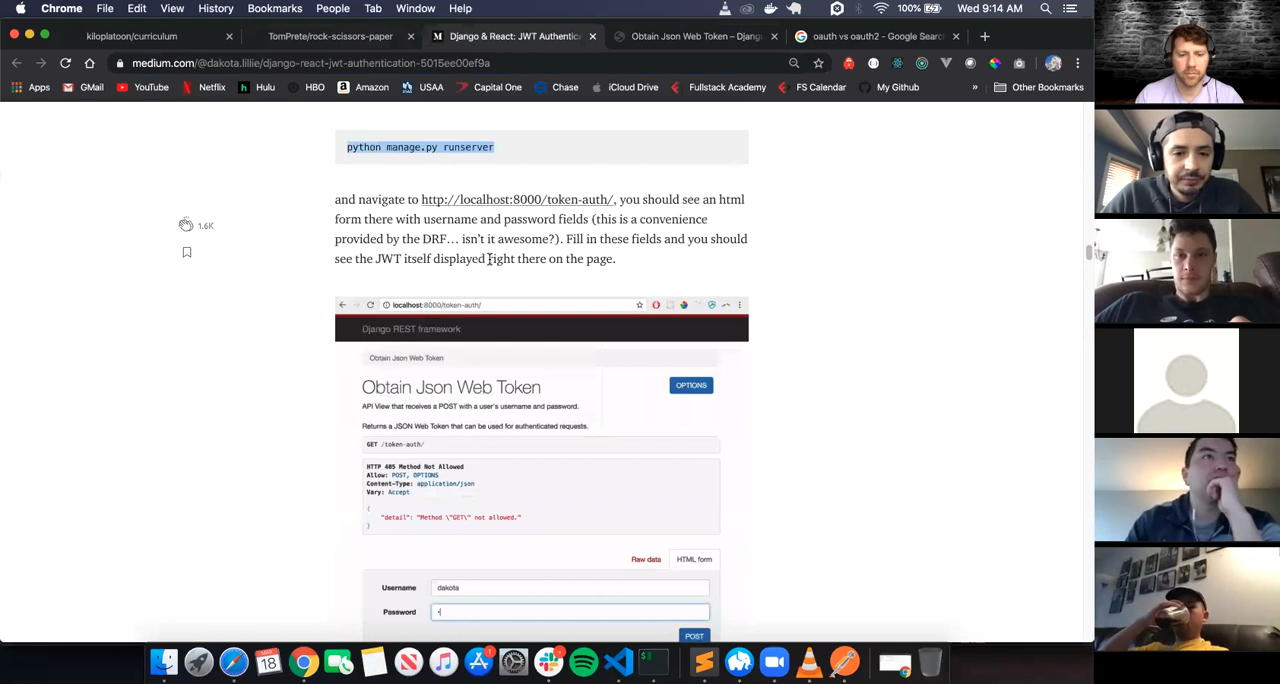 Chrome File Edit View History Bookmarks People Tab Window Help 100% Wed 9:14 AM
kiloplatoon/curriculum TomPrete/rock-scissors-paper Django & React: JWT Authentic Obtain Json Web Token – Djang oauth vs oauth2 - Google Searc
medium.com/@dakota.lillie/django-react-jwt-authentication-5015ee00ef9a
Apps GMail YouTube Netflix Hulu HBO Amazon USAA Capital One Chase iCloud Drive Fullstack Academy FS Calendar My Github » Other Bookmarks
python manage.py runserver
and navigate to http://localhost:8000/token-auth/, you should see an html
form there with username and password fields (this is a convenience
provided by the DRF… isn't it awesome?). Fill in these fields and you should
see the JWT itself displayed right there on the page.
1.6K
localhost:8000/token-auth/
Django REST framework
Obtain Json Web Token
Obtain Json Web Token
OPTIONS
API View that receives a POST with a user's username and password.
Returns a JSON Web Token that can be used for authenticated requests.
GET /token-auth/
HTTP 405 Method Not Allowed
Allow: POST, OPTIONS
Content-Type: application/json
Vary: Accept
{
"detail": "Method \"GET\" not allowed."
}
Raw data HTML form
Username dakota
Password
POST
18